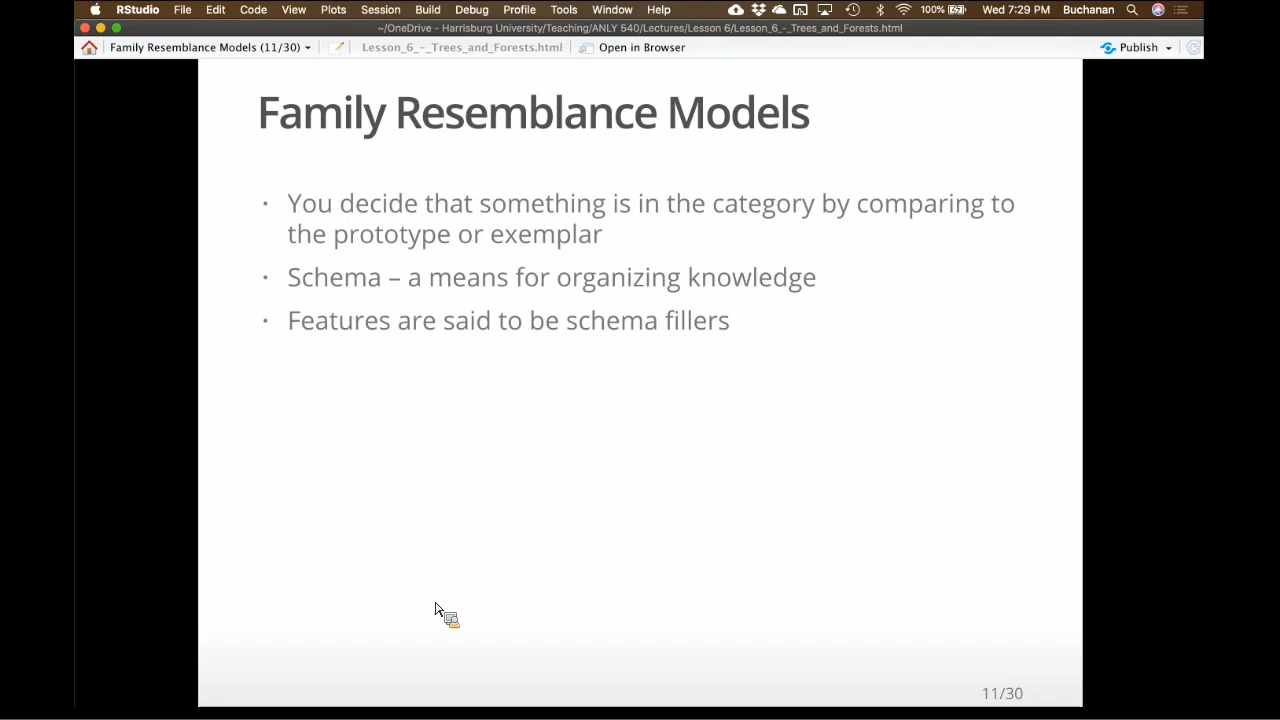 RStudio File Edit Code View Plots Session Build Debug Profile Tools Window Help 100% Wed 7:29 PM Buchanan
~/OneDrive - Harrisburg University/Teaching/ANLY 540/Lectures/Lesson 6/Lesson_6_-_Trees_and_Forests.html
Family Resemblance Models (11/30) Lesson_6_-_Trees_and_Forests.html Open in Browser Publish
Family Resemblance Models
· You decide that something is in the category by comparing to
the prototype or exemplar
· Schema – a means for organizing knowledge
· Features are said to be schema fillers
11/30